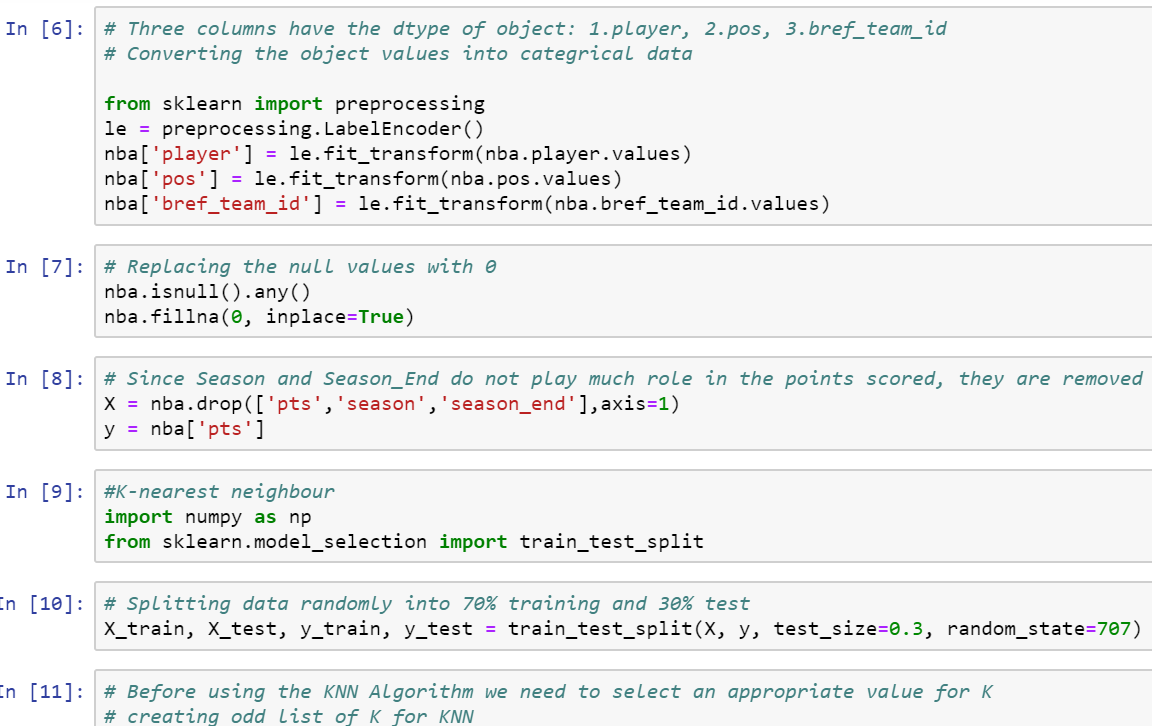 In [6]: # Three columns have the dtype of object: 1.player, 2.pos, 3.bref_team_id
# Converting the object values into categrical data
from sklearn import preprocessing
le = preprocessing.LabelEncoder()
nba['player'] = le.fit_transform(nba.player.values)
nba['pos'] = le.fit_transform(nba.pos.values)
nba['bref_team_id'] = le.fit_transform(nba.bref_team_id.values)
In [7]: # Replacing the null values with 0
nba.isnull().any()
nba.fillna(0, inplace=True)
In [8]: # Since Season and Season_End do not play much role in the points scored, they are removed
X = nba.drop(['pts','season','season_end'],axis=1)
y = nba['pts']
In [9]: #K-nearest neighbour
import numpy as np
from sklearn.model_selection import train_test_split
In [10]: # Splitting data randomly into 70% training and 30% test
X_train, X_test, y_train, y_test = train_test_split(X, y, test_size=0.3, random_state=707)
In [11]: # Before using the KNN Algorithm we need to select an appropriate value for K
# creating odd list of K for KNN